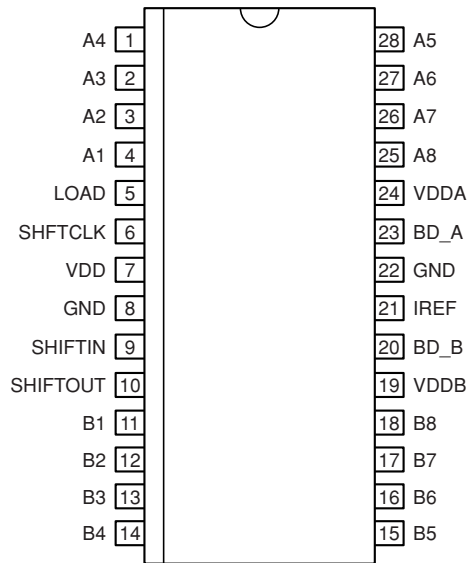 A4 1 28 A5
A3 2 27 A6
A2 3 26 A7
A1 4 25 A8
LOAD 5 24 VDDA
SHFTCLK 6 23 BD_A
VDD 7 22 GND
GND 8 21 IREF
SHIFTIN 9 20 BD_B
SHIFTOUT 10 19 VDDB
B1 11 18 B8
B2 12 17 B7
B3 13 16 B6
B4 14 15 B5